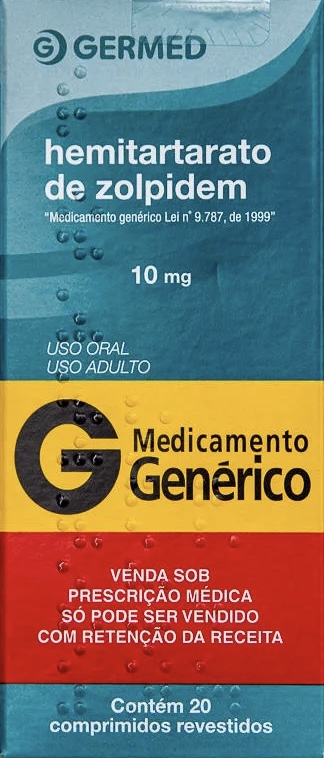 GERMED
hemitartarato
de zolpidem
"Medicamento genérico Lei nº 9.787, de 1999"
10 mg
USO ORAL
USO ADULTO
G Medicamento
Genérico
VENDA SOB
PRESCRIÇÃO MÉDICA
SÓ PODE SER VENDIDO
COM RETENÇÃO DA RECEITA
Contém 20
comprimidos revestidos